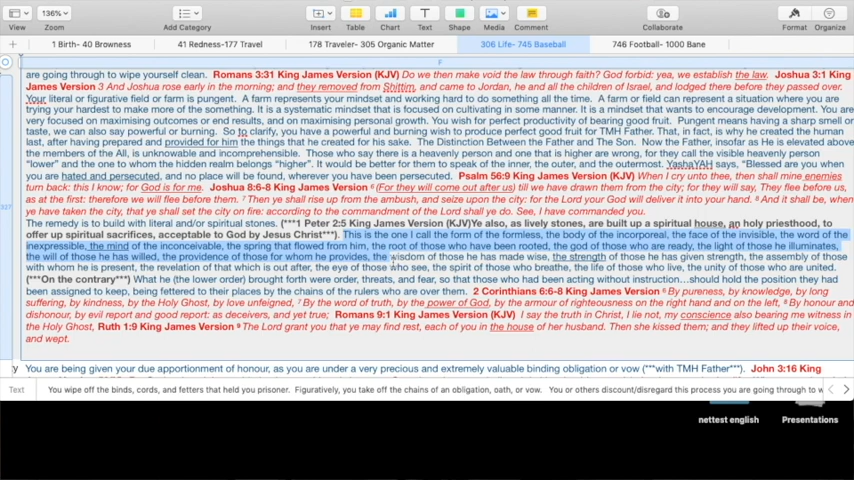 136%
View
Zoom
Add Category
Insert
Table
Chart
Text
Shape
Media
Comment
Collaborate
Format
Organize
1 Birth- 40 Browness
41 Redness-177 Travel
178 Traveler- 305 Organic Matter
306 Life- 745 Baseball
746 Football- 1000 Bane
F
are going through to wipe yourself clean. Romans 3:31 King James Version (KJV) Do we then make void the law through faith? God forbid: yea, we establish the law. Joshua 3:1 King
James Version 3 And Joshua rose early in the morning; and they removed from Shittim, and came to Jordan, he and all the children of Israel, and lodged there before they passed over.
Your literal or figurative field or farm is pungent. A farm represents your mindset and working hard to do something all the time. A farm or field can represent a situation where you are
trying your hardest to make more of the something. It is a systematic mindset that is focused on cultivating in some manner. It is a mindset that wants to encourage development. You are
very focused on maximising outcomes or end results, and on maximising personal growth. You wish for perfect productivity of bearing good fruit. Pungent means having a sharp smell or
taste, we can also say powerful or burning. So to clarify, you have a powerful and burning wish to produce perfect good fruit for TMH Father. That, in fact, is why he created the human
last, after having prepared and provided for him the things that he created for his sake. The Distinction Between the Father and The Son. Now the Father, insofar as He is elevated above
the members of the All, is unknowable and incomprehensible. Those who say there is a heavenly person and one that is higher are wrong, for they call the visible heavenly person
“lower” and the one to whom the hidden realm belongs “higher”. It would be better for them to speak of the inner, the outer, and the outermost. YashaYAH says, “Blessed are you when
you are hated and persecuted, and no place will be found, wherever you have been persecuted. Psalm 56:9 King James Version (KJV) When I cry unto thee, then shall mine enemies
turn back: this I know; for God is for me. Joshua 8:6-8 King James Version 6 (For they will come out after us) till we have drawn them from the city; for they will say, They flee before us,
as at the first: therefore we will flee before them. 7 Then ye shall rise up from the ambush, and seize upon the city: for the Lord your God will deliver it into your hand. 8 And it shall be, when
ye have taken the city, that ye shall set the city on fire: according to the commandment of the Lord shall ye do. See, I have commanded you.
327
The remedy is to build with literal and/or spiritual stones. (***1 Peter 2:5 King James Version (KJV)Ye also, as lively stones, are built up a spiritual house, an holy priesthood, to
offer up spiritual sacrifices, acceptable to God by Jesus Christ***). This is the one I call the form of the formless, the body of the incorporeal, the face of the invisible, the word of the
inexpressible, the mind of the inconceivable, the spring that flowed from him, the root of those who have been rooted, the god of those who are ready, the light of those he illuminates,
the will of those he has willed, the providence of those for whom he provides, the wisdom of those he has made wise, the strength of those he has given strength, the assembly of those
with whom he is present, the revelation of that which is out after, the eye of those who see, the spirit of those who breathe, the life of those who live, the unity of those who are united.
(***On the contrary***) What he (the lower order) brought forth were order, threats, and fear, so that those who had been acting without instruction…should hold the position they had
been assigned to keep, being fettered to their places by the chains of the rulers who are over them. 2 Corinthians 6:6-8 King James Version 6 By pureness, by knowledge, by long
suffering, by kindness, by the Holy Ghost, by love unfeigned, 7 By the word of truth, by the power of God, by the armour of righteousness on the right hand and on the left, 8 By honour and
dishonour, by evil report and good report: as deceivers, and yet true; Romans 9:1 King James Version (KJV) I say the truth in Christ, I lie not, my conscience also bearing me witness in
the Holy Ghost, Ruth 1:9 King James Version 9 The Lord grant you that ye may find rest, each of you in the house of her husband. Then she kissed them; and they lifted up their voice,
and wept.
ty You are being given your due apportionment of honour, as you are under a very precious and extremely valuable binding obligation or vow (***with TMH Father***). John 3:16 King
Text
You wipe off the binds, cords, and fetters that held you prisoner. Figuratively, you take off the chains of an obligation, oath, or vow. You or others discount/disregard this process you are going through to w
nettest english
Presentations